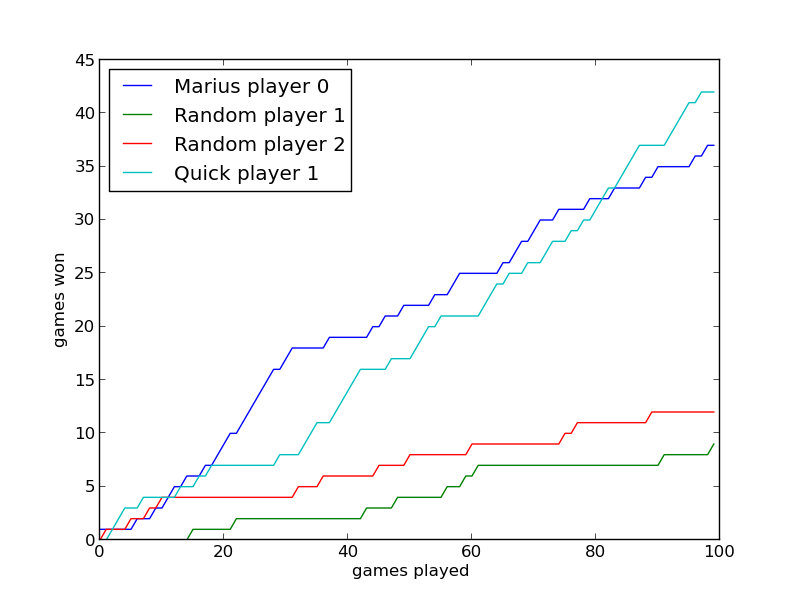 45
40
35
30
25
20
15
10
5
0
games won
Marius player 0
Random player 1
Random player 2
Quick player 1
0 20 40 60 80 100
games played